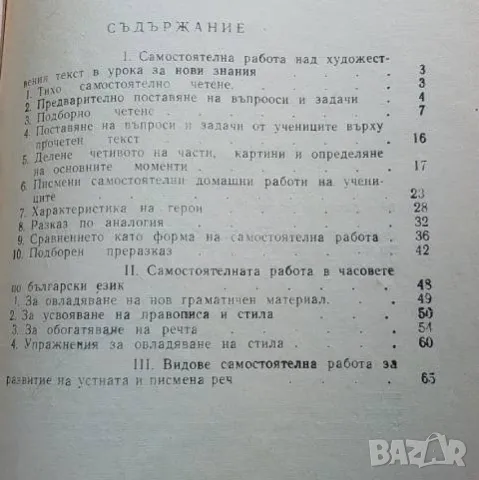 СЪДЪРЖАНИЕ
I. Самостоятелна работа над художест-
вения текст в урока за нови знания . . . . 3
1. Тихо самостоятелно четене . . . . 3
2. Предварително поставяне на въпроси и задачи . 4
3. Подборно четене . . . . 7
4. Поставяне на въпроси и задачи от учениците върху
прочетен текст . . . . 16
5. Делене четивото на части, картини и определяне
на основните моменти . . . . 17
6. Писмени самостоятелни домашни работи на учени-
ците . . . . 23
7. Характеристика на герои . . . . 28
8. Разказ по аналогия . . . . 32
9. Сравнението като форма на самостоятелна работа . 36
10. Подборен преразказ . . . . 42
II. Самостоятелната работа в часовете
по български език . . . . 48
1. За овладяване на нов граматичен материал . . 49
2. За усвояване на правописа и стила . . . 50
3. За обогатяване на речта . . . . 54
4. Упражнения за овладяване на стила . . . 60
III. Видове самостоятелна работа за
развитие на устната и писмена реч . . . . 65
BAZAR
bg